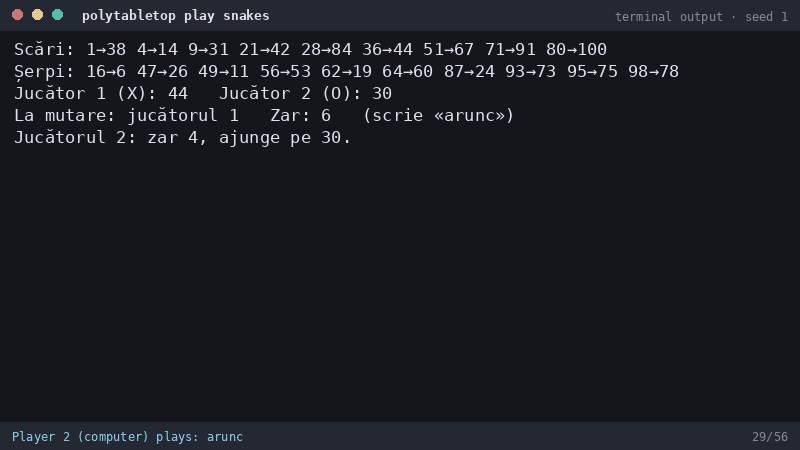 polytabletop play snakes
terminal output · seed 1
Scări: 1→38 4→14 9→31 21→42 28→84 36→44 51→67 71→91 80→100
Șerpi: 16→6 47→26 49→11 56→53 62→19 64→60 87→24 93→73 95→75 98→78
Jucător 1 (X): 44   Jucător 2 (O): 30
La mutare: jucătorul 1   Zar: 6   (scrie «arunc»)
Jucătorul 2: zar 4, ajunge pe 30.
Player 2 (computer) plays: arunc
29/56